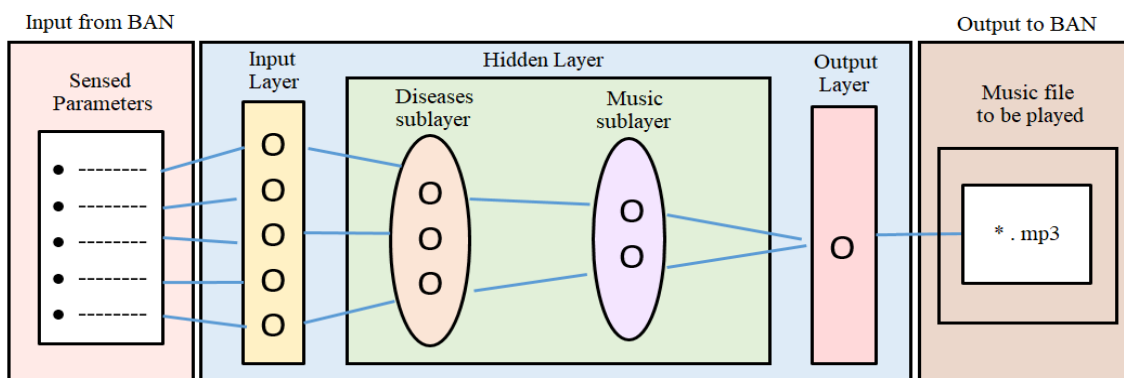 Input from BAN
Output to BAN
Sensed
Parameters
• ---------
• ---------
• ---------
• ---------
• ---------
Input
Layer
O
O
O
O
O
Hidden Layer
Diseases
sublayer
O
O
O
Music
sublayer
O
O
Output
Layer
O
Music file
to be played
* . mp3